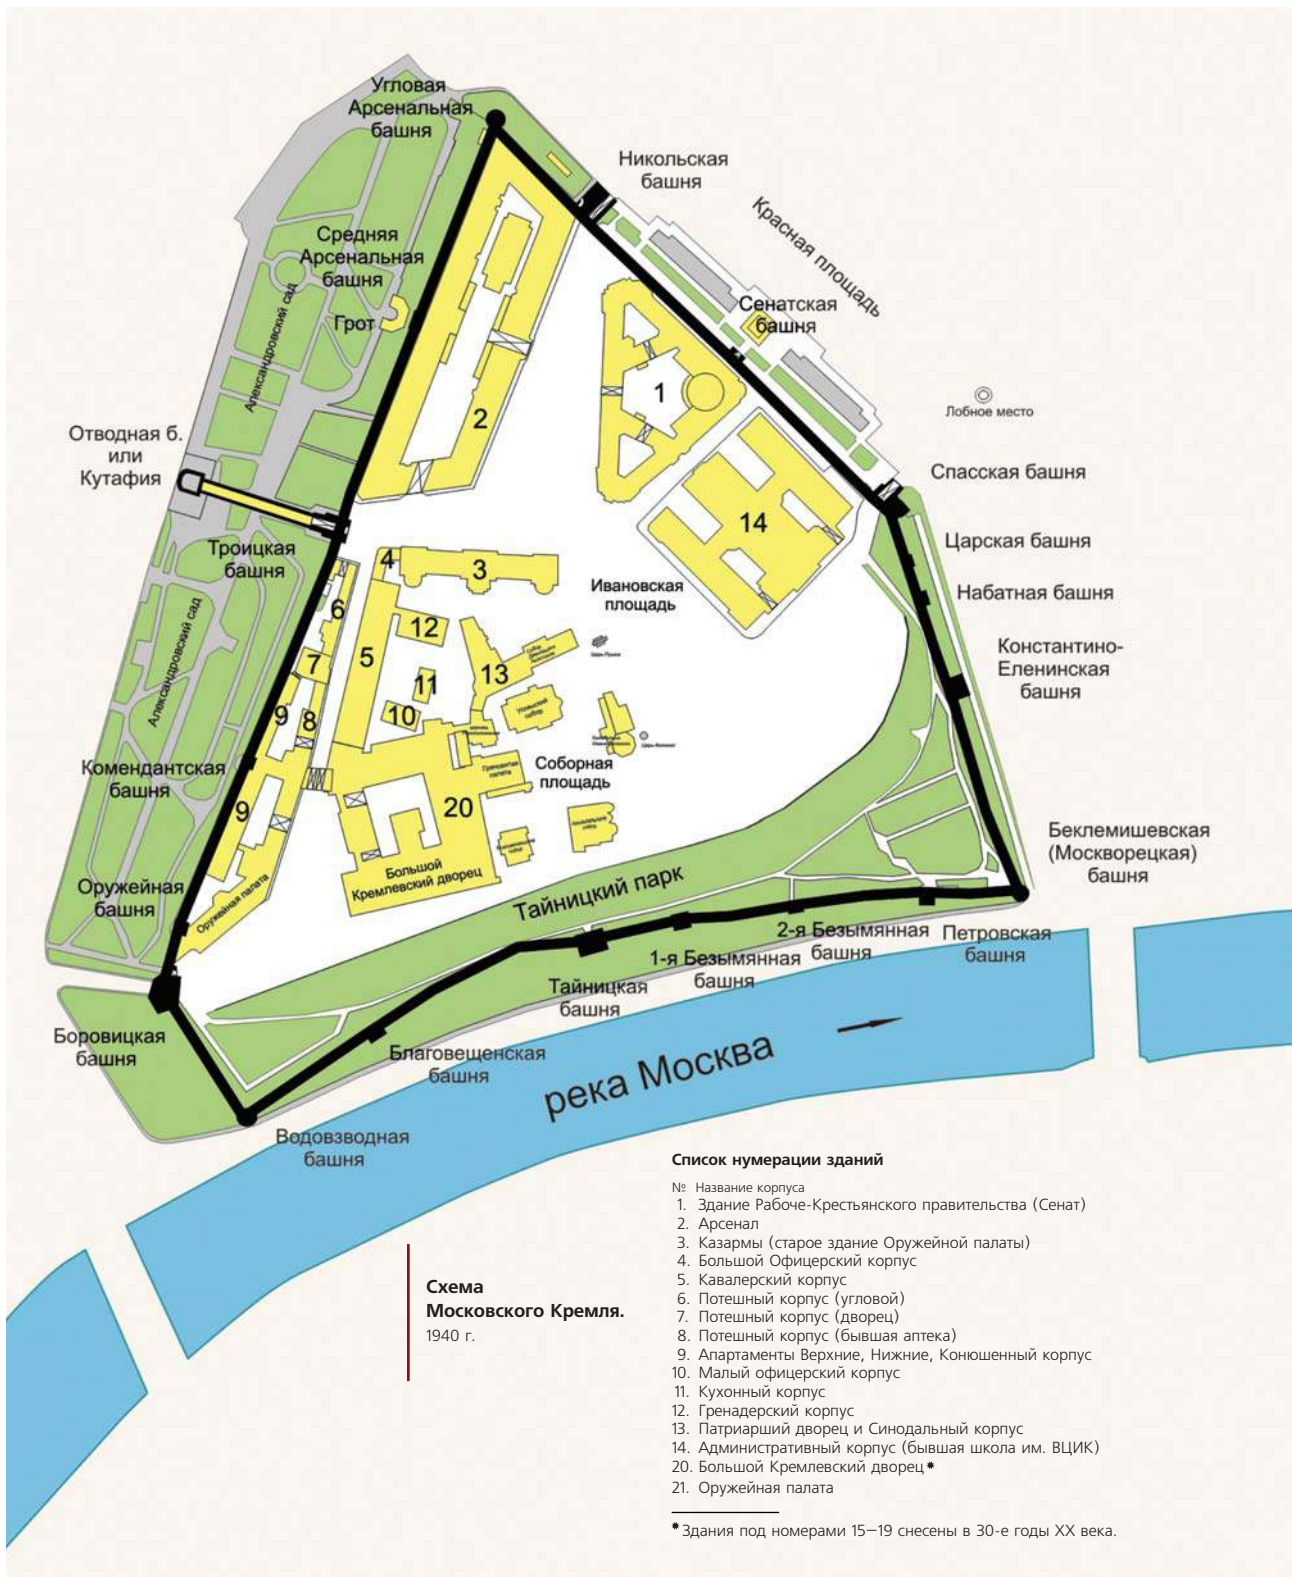 Угловая
Арсенальная
башня
Никольская
башня
Красная площадь
Средняя
Арсенальная
башня
Грот
Александровский сад
Сенатская
башня
1
2
Лобное место
Отводная б.
или
Кутафия
Спасская башня
14
Царская башня
Троицкая
башня
4
3
Ивановская
площадь
Набатная башня
6
12
5
Константино-
Еленинская
башня
Александровский сад
7
13
11
Царь-Пушка
9
8
10
Успенский
собор
Царь-Колокол
Комендантская
башня
Грановитая
палата
Соборная
площадь
9
20
Большой
Кремлевский дворец
Беклемишевская
(Москворецкая)
башня
Оружейная
башня
Оружейная палата
Тайницкий парк
2-я Безымянная
башня
Петровская
башня
1-я Безымянная
башня
Тайницкая
башня
Боровицкая
башня
Благовещенская
башня
река Москва
Водовзводная
башня
Список нумерации зданий
№ Название корпуса
1. Здание Рабоче-Крестьянского правительства (Сенат)
2. Арсенал
3. Казармы (старое здание Оружейной палаты)
4. Большой Офицерский корпус
5. Кавалерский корпус
6. Потешный корпус (угловой)
7. Потешный корпус (дворец)
8. Потешный корпус (бывшая аптека)
9. Апартаменты Верхние, Нижние, Конюшенный корпус
10. Малый офицерский корпус
11. Кухонный корпус
12. Гренадерский корпус
13. Патриарший дворец и Синодальный корпус
14. Административный корпус (бывшая школа им. ВЦИК)
20. Большой Кремлевский дворец*
21. Оружейная палата
* Здания под номерами 15–19 снесены в 30-е годы XX века.
Схема
Московского Кремля.
1940 г.